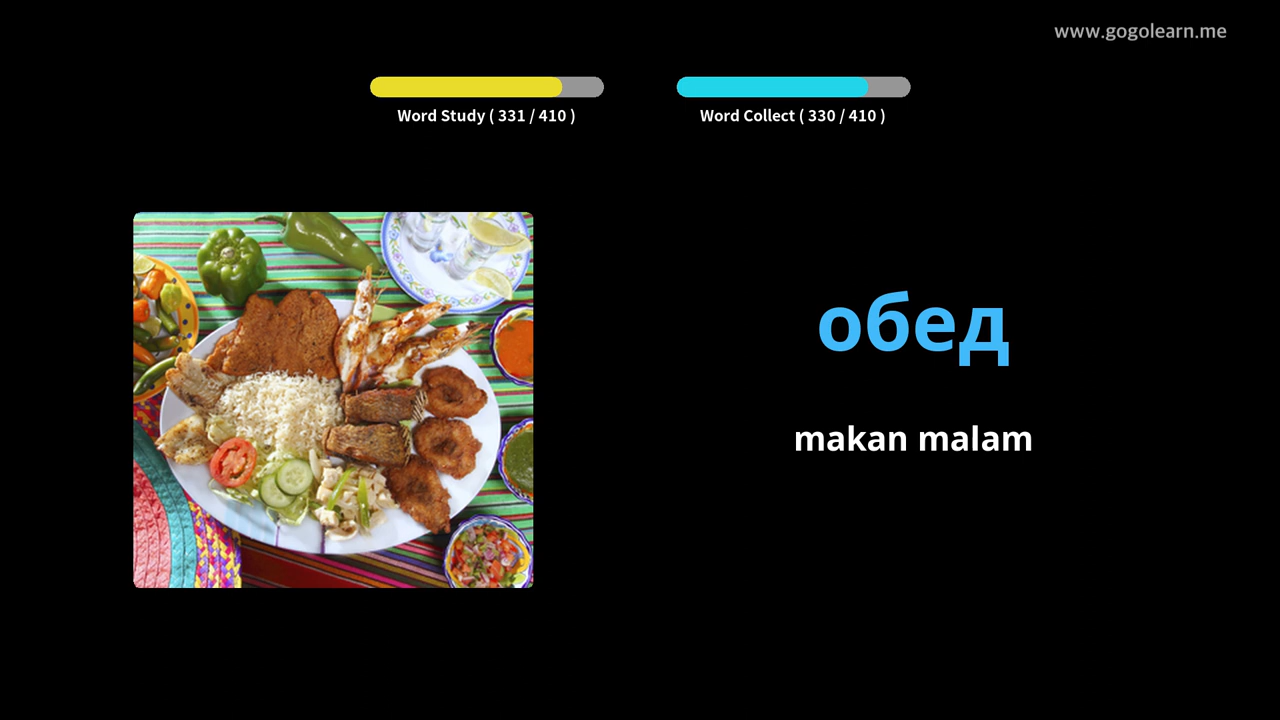 www.gogolearn.me
Word Study ( 331 / 410 )
Word Collect ( 330 / 410 )
обед
makan malam